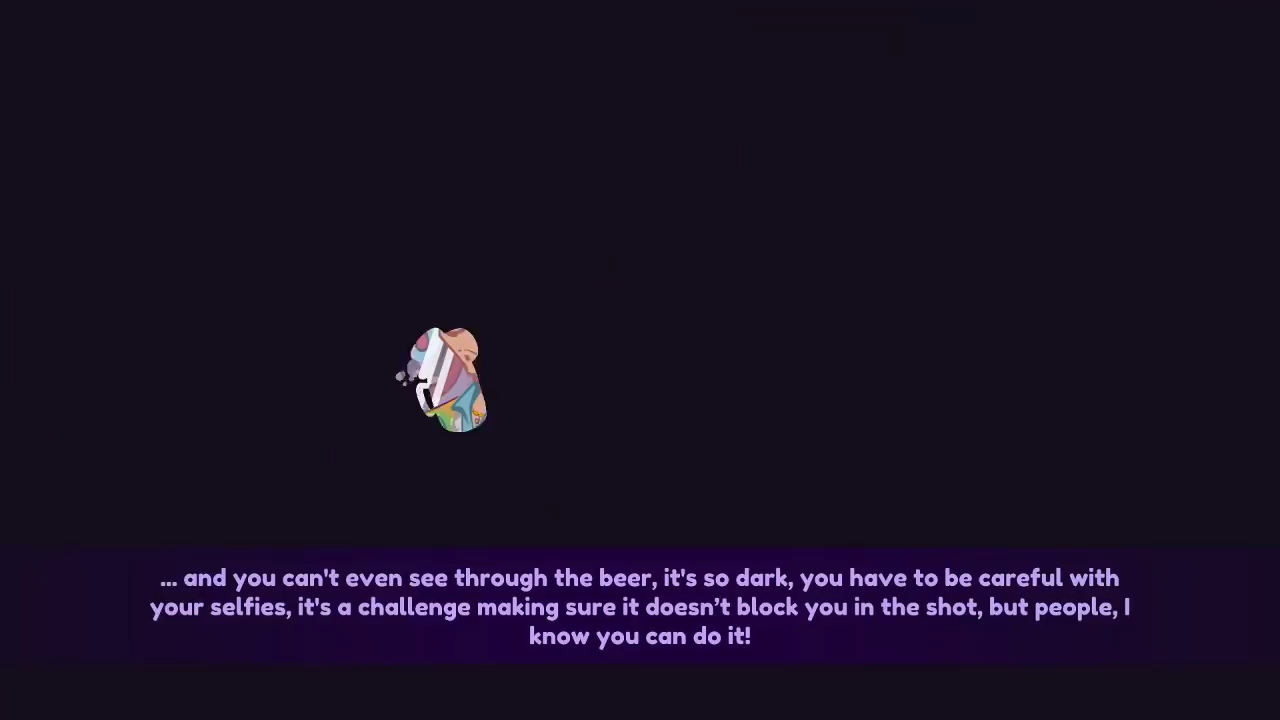 ... and you can't even see through the beer, it's so dark, you have to be careful with
your selfies, it's a challenge making sure it doesn’t block you in the shot, but people, I
know you can do it!